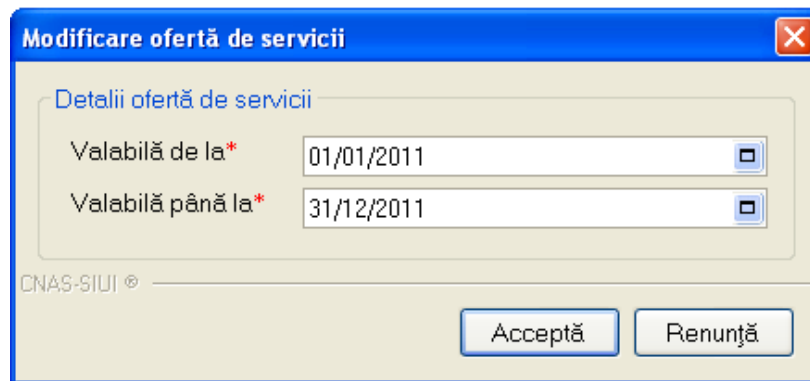 Modificare ofertă de servicii
Detalii ofertă de servicii
Valabilă de la* 01/01/2011
Valabilă până la* 31/12/2011
CNAS-SIUI ®
Acceptă Renunţă